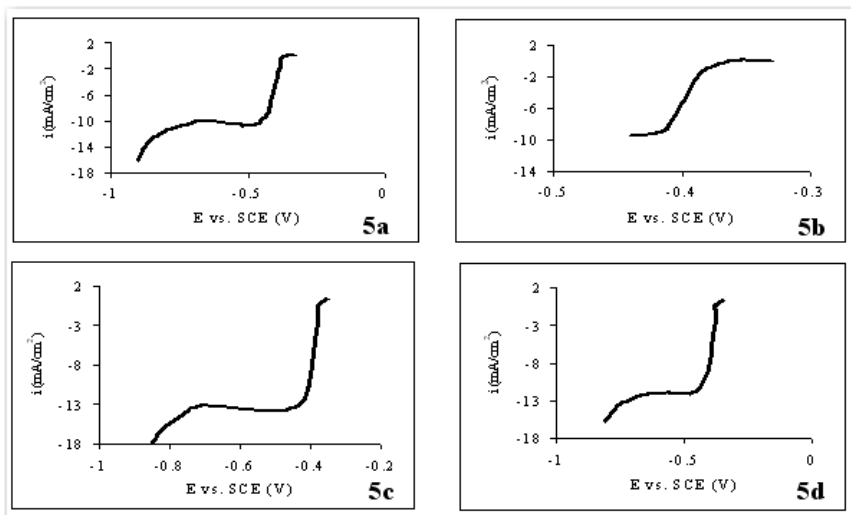 2
-2
-6
-10
-14
-18
i(mA/cm²)
-1
-0.5
0
E vs. SCE (V)
5a
2
-2
-6
-10
-14
i(mA/cm²)
-0.5
-0.4
-0.3
E vs. SCE (V)
5b
2
-3
-8
-13
-18
i(mA/cm²)
-1
-0.8
-0.6
-0.4
-0.2
E vs. SCE (V)
5c
2
-3
-8
-13
-18
i(mA/cm²)
-1
-0.5
0
E vs. SCE (V)
5d